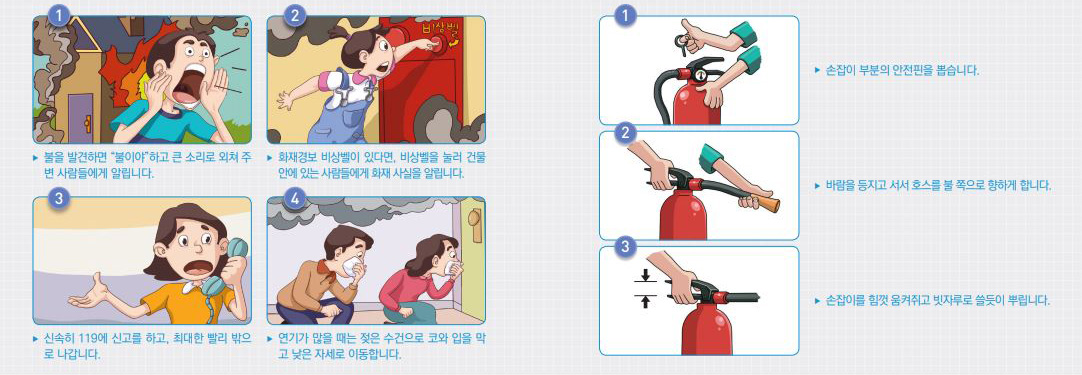 1
▶ 불을 발견하면 "불이야"하고 큰 소리로 외쳐 주
변 사람들에게 알립니다.
2
비상벨
▶ 화재경보 비상벨이 있다면, 비상벨을 눌러 건물
안에 있는 사람들에게 화재 사실을 알립니다.
3
▶ 신속히 119에 신고를 하고, 최대한 빨리 밖으
로 나갑니다.
4
▶ 연기가 많을 때는 젖은 수건으로 코와 입을 막
고 낮은 자세로 이동합니다.
1
▶ 손잡이 부분의 안전핀을 뽑습니다.
2
▶ 바람을 등지고 서서 호스를 불 쪽으로 향하게 합니다.
3
▶ 손잡이를 힘껏 움켜쥐고 빗자루로 쓸듯이 뿌립니다.